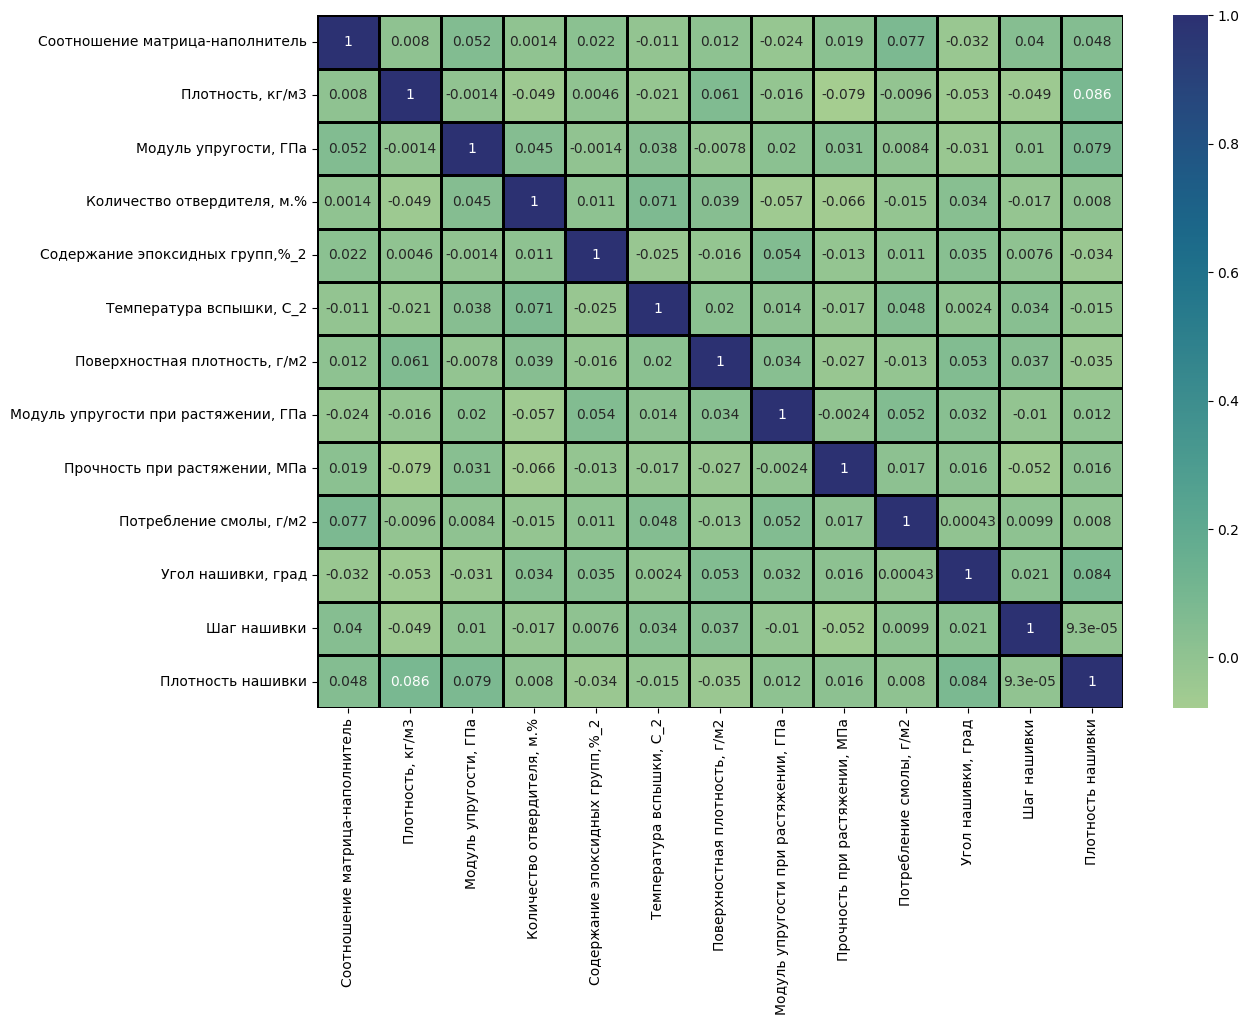 Соотношение матрица-наполнитель 1 0.008 0.052 0.0014 0.022 -0.011 0.012 -0.024 0.019 0.077 -0.032 0.04 0.048
Плотность, кг/м3 0.008 1 -0.0014 -0.049 0.0046 -0.021 0.061 -0.016 -0.079 -0.0096 -0.053 -0.049 0.086
Модуль упругости, ГПа 0.052 -0.0014 1 0.045 -0.0014 0.038 -0.0078 0.02 0.031 0.0084 -0.031 0.01 0.079
Количество отвердителя, м.% 0.0014 -0.049 0.045 1 0.011 0.071 0.039 -0.057 -0.066 -0.015 0.034 -0.017 0.008
Содержание эпоксидных групп,%_2 0.022 0.0046 -0.0014 0.011 1 -0.025 -0.016 0.054 -0.013 0.011 0.035 0.0076 -0.034
Температура вспышки, С_2 -0.011 -0.021 0.038 0.071 -0.025 1 0.02 0.014 -0.017 0.048 0.0024 0.034 -0.015
Поверхностная плотность, г/м2 0.012 0.061 -0.0078 0.039 -0.016 0.02 1 0.034 -0.027 -0.013 0.053 0.037 -0.035
Модуль упругости при растяжении, ГПа -0.024 -0.016 0.02 -0.057 0.054 0.014 0.034 1 -0.0024 0.052 0.032 -0.01 0.012
Прочность при растяжении, МПа 0.019 -0.079 0.031 -0.066 -0.013 -0.017 -0.027 -0.0024 1 0.017 0.016 -0.052 0.016
Потребление смолы, г/м2 0.077 -0.0096 0.0084 -0.015 0.011 0.048 -0.013 0.052 0.017 1 0.00043 0.0099 0.008
Угол нашивки, град -0.032 -0.053 -0.031 0.034 0.035 0.0024 0.053 0.032 0.016 0.00043 1 0.021 0.084
Шаг нашивки 0.04 -0.049 0.01 -0.017 0.0076 0.034 0.037 -0.01 -0.052 0.0099 0.021 1 9.3e-05
Плотность нашивки 0.048 0.086 0.079 0.008 -0.034 -0.015 -0.035 0.012 0.016 0.008 0.084 9.3e-05 1
Соотношение матрица-наполнитель
Плотность, кг/м3
Модуль упругости, ГПа
Количество отвердителя, м.%
Содержание эпоксидных групп,%_2
Температура вспышки, С_2
Поверхностная плотность, г/м2
Модуль упругости при растяжении, ГПа
Прочность при растяжении, МПа
Потребление смолы, г/м2
Угол нашивки, град
Шаг нашивки
Плотность нашивки
1.0
0.8
0.6
0.4
0.2
0.0